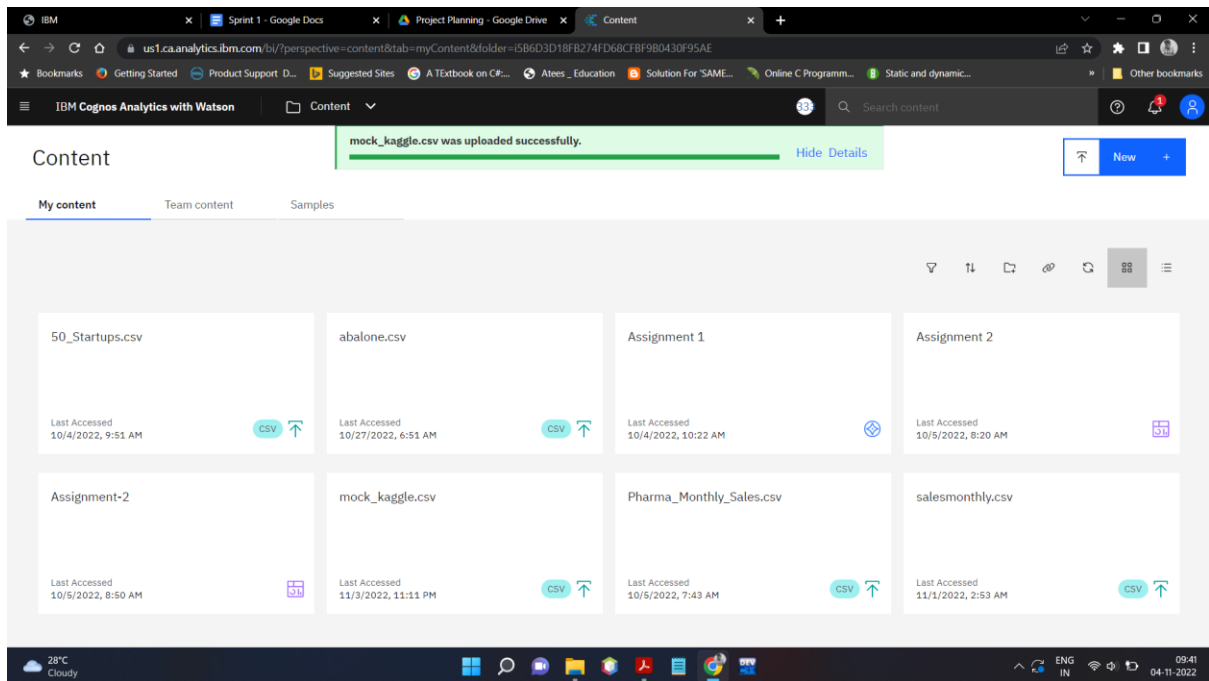 IBM
Sprint 1 - Google Docs
Project Planning - Google Drive
Content
us1.ca.analytics.ibm.com/bi/?perspective=content&tab=myContent&folder=i5B6D3D18FB274FD68CFBF9B0430F95AE
Bookmarks Getting Started Product Support D... Suggested Sites A TExtbook on C#:... Atees _ Education Solution For 'SAME... Online C Programm... Static and dynamic... » Other bookmarks
IBM Cognos Analytics with Watson
Content
Search content
1
mock_kaggle.csv was uploaded successfully.
Hide Details
Content
New +
My content Team content Samples
50_Startups.csv
Last Accessed
10/4/2022, 9:51 AM
CSV
abalone.csv
Last Accessed
10/27/2022, 6:51 AM
CSV
Assignment 1
Last Accessed
10/4/2022, 10:22 AM
Assignment 2
Last Accessed
10/5/2022, 8:20 AM
Assignment-2
Last Accessed
10/5/2022, 8:50 AM
mock_kaggle.csv
Last Accessed
11/3/2022, 11:11 PM
CSV
Pharma_Monthly_Sales.csv
Last Accessed
10/5/2022, 7:43 AM
CSV
salesmonthly.csv
Last Accessed
11/1/2022, 2:53 AM
CSV
28°C
Cloudy
DEV
ENG
IN
09:41
04-11-2022